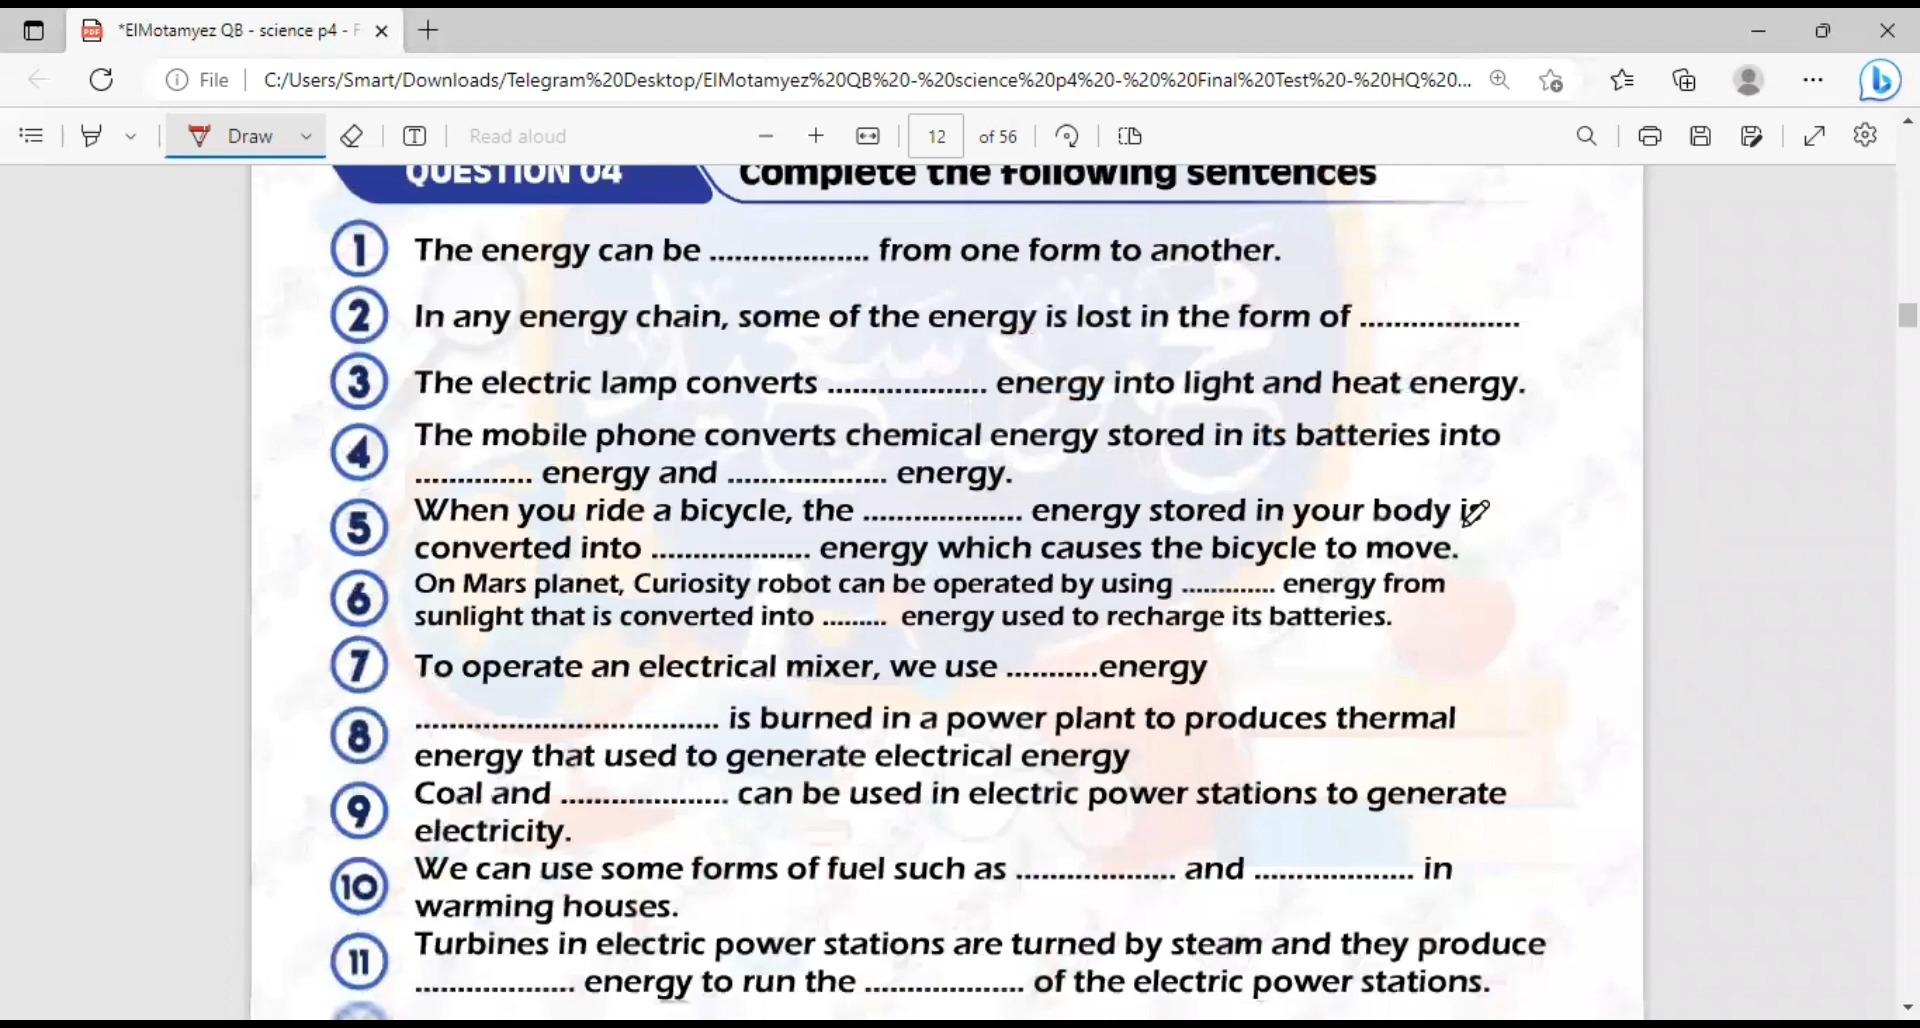 *ElMotamyez QB - science p4 - F
File
C:/Users/Smart/Downloads/Telegram%20Desktop/ElMotamyez%20QB%20-%20science%20p4%20-%20%20Final%20Test%20-%20HQ%20...
Draw
Read aloud
12 of 56
QUESTION 04 Complete the following sentences
1 The energy can be ................... from one form to another.
2 In any energy chain, some of the energy is lost in the form of ...................
3 The electric lamp converts ................... energy into light and heat energy.
4 The mobile phone converts chemical energy stored in its batteries into
.............. energy and ................... energy.
5 When you ride a bicycle, the ................... energy stored in your body is
converted into ................... energy which causes the bicycle to move.
6 On Mars planet, Curiosity robot can be operated by using ............. energy from
sunlight that is converted into ......... energy used to recharge its batteries.
7 To operate an electrical mixer, we use ...........energy
8 .................................... is burned in a power plant to produces thermal
energy that used to generate electrical energy
9 Coal and .................... can be used in electric power stations to generate
electricity.
10 We can use some forms of fuel such as ................... and ................... in
warming houses.
11 Turbines in electric power stations are turned by steam and they produce
................... energy to run the ................... of the electric power stations.